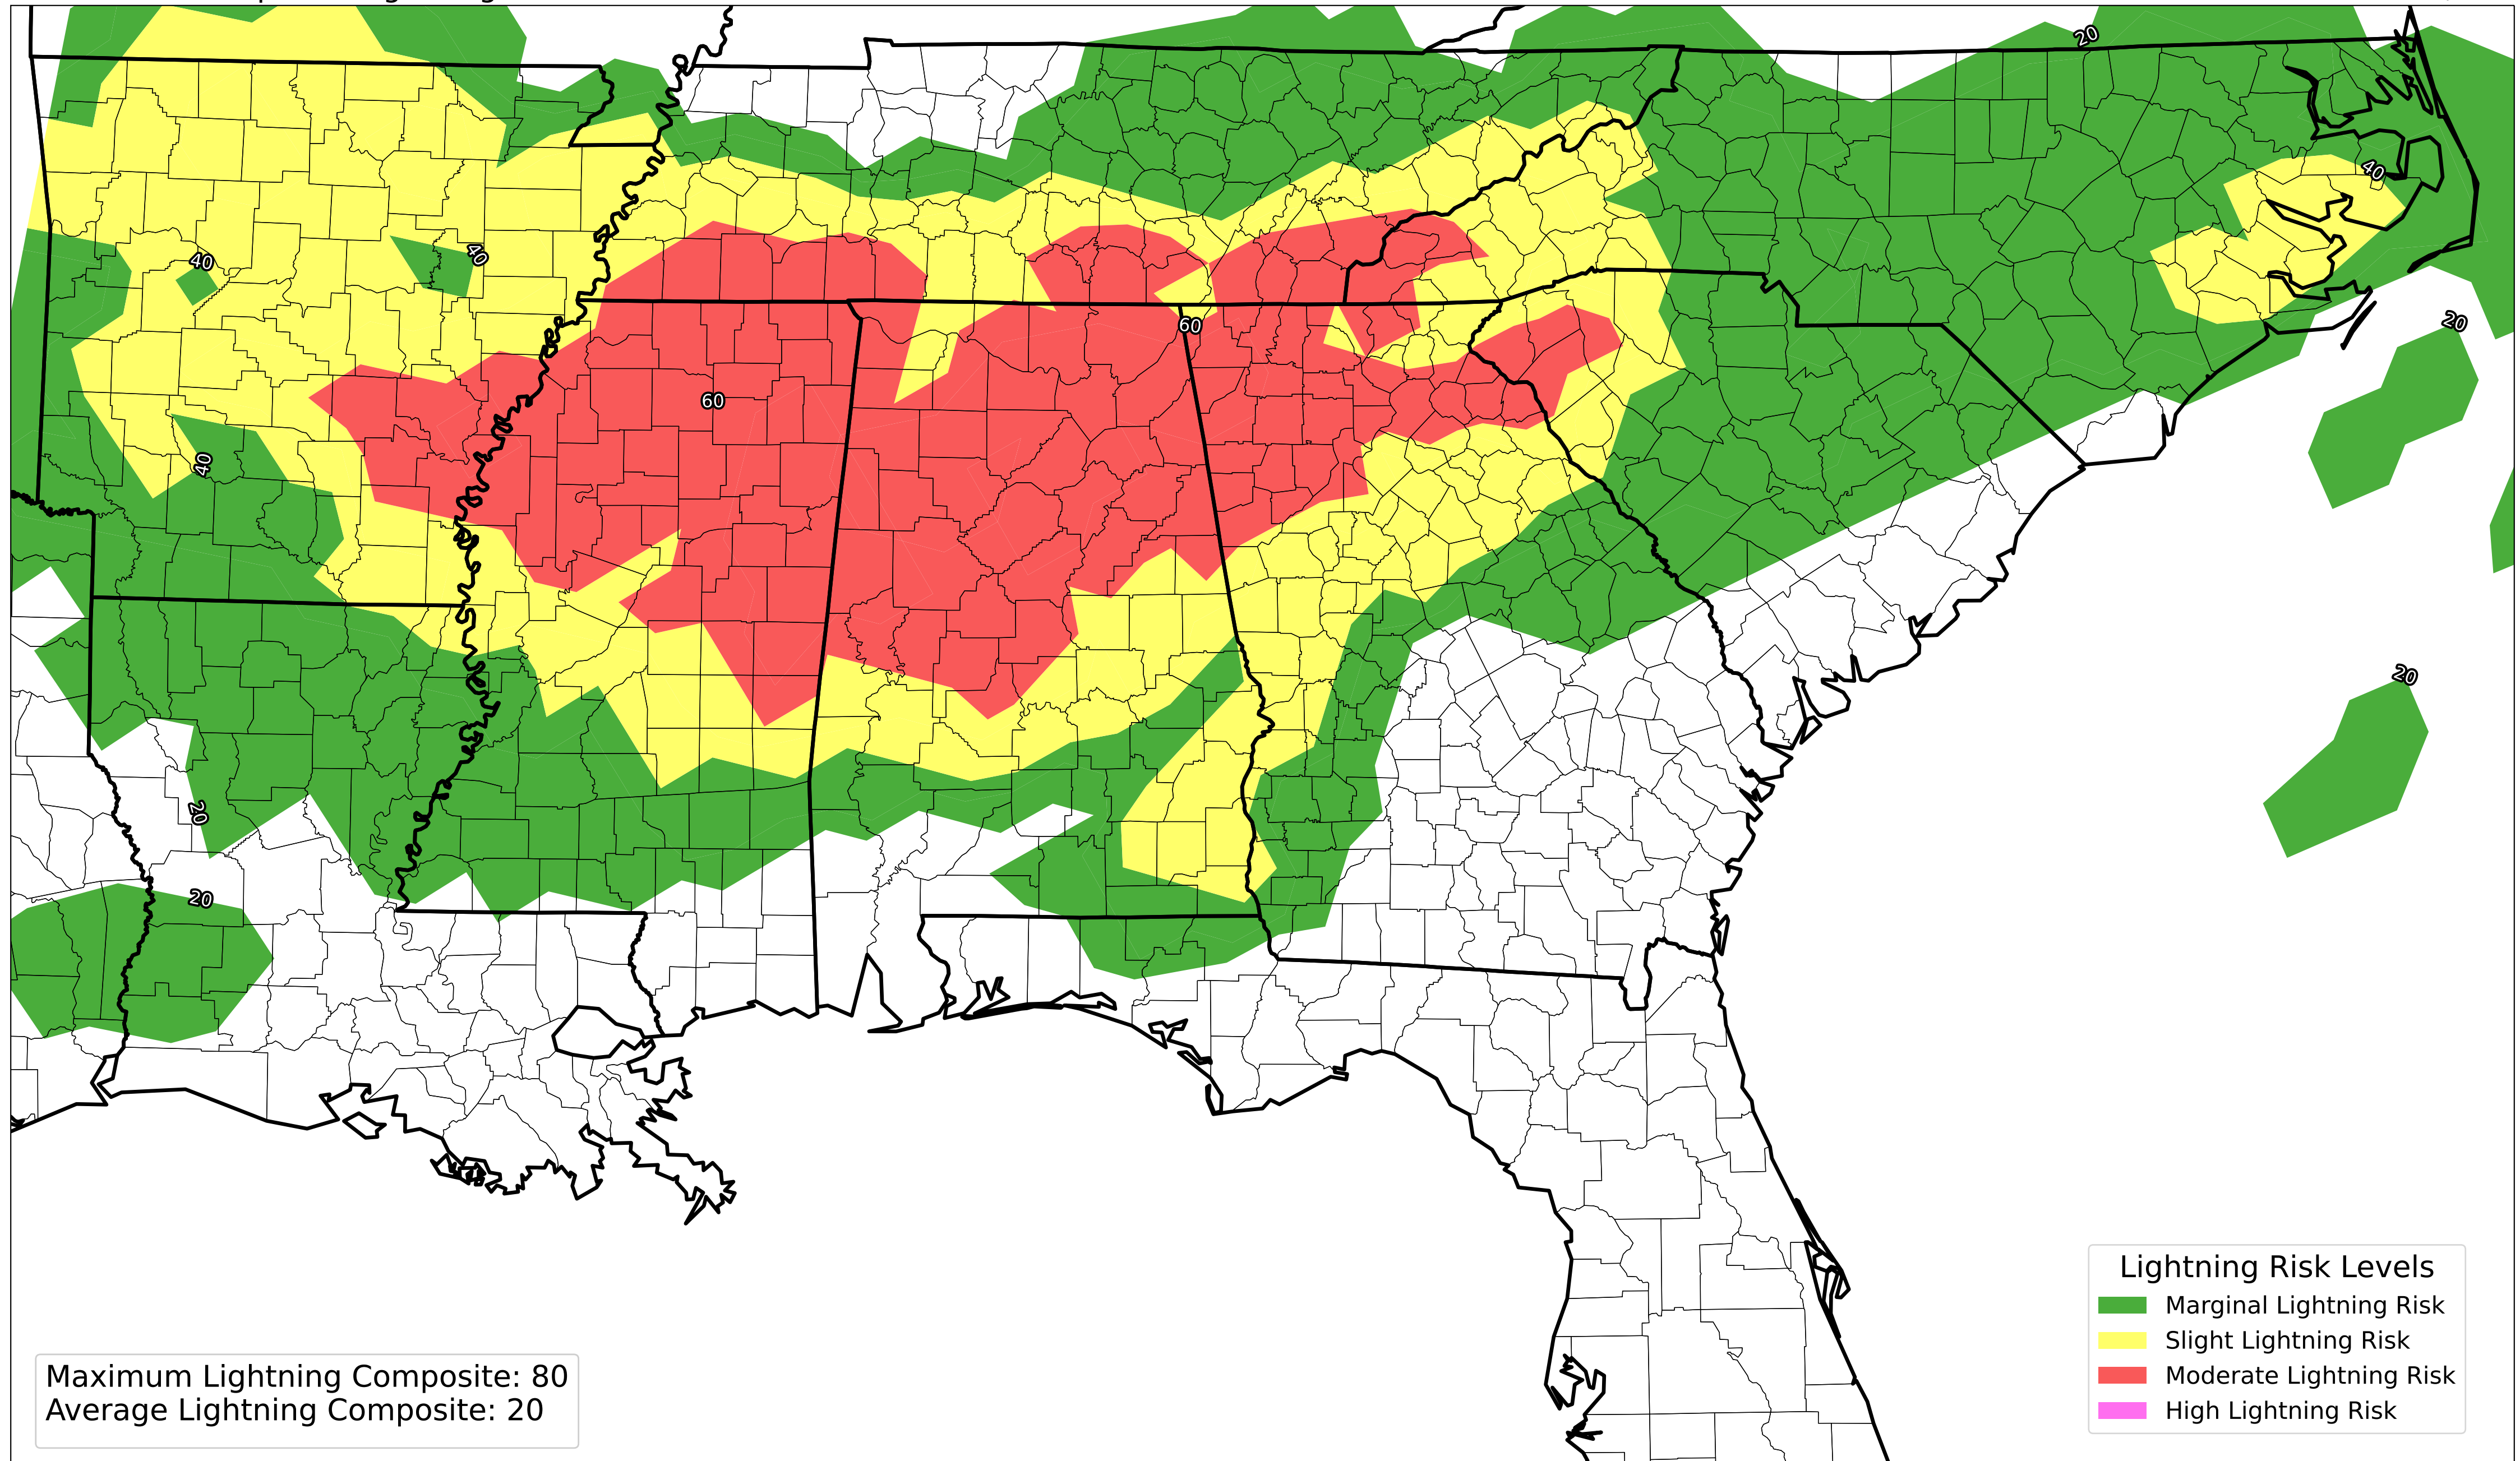 20
40
40
40
20
60
60
40
20
20
20
20
Lightning Risk Levels
Marginal Lightning Risk
Slight Lightning Risk
Moderate Lightning Risk
High Lightning Risk
Maximum Lightning Composite: 80
Average Lightning Composite: 20